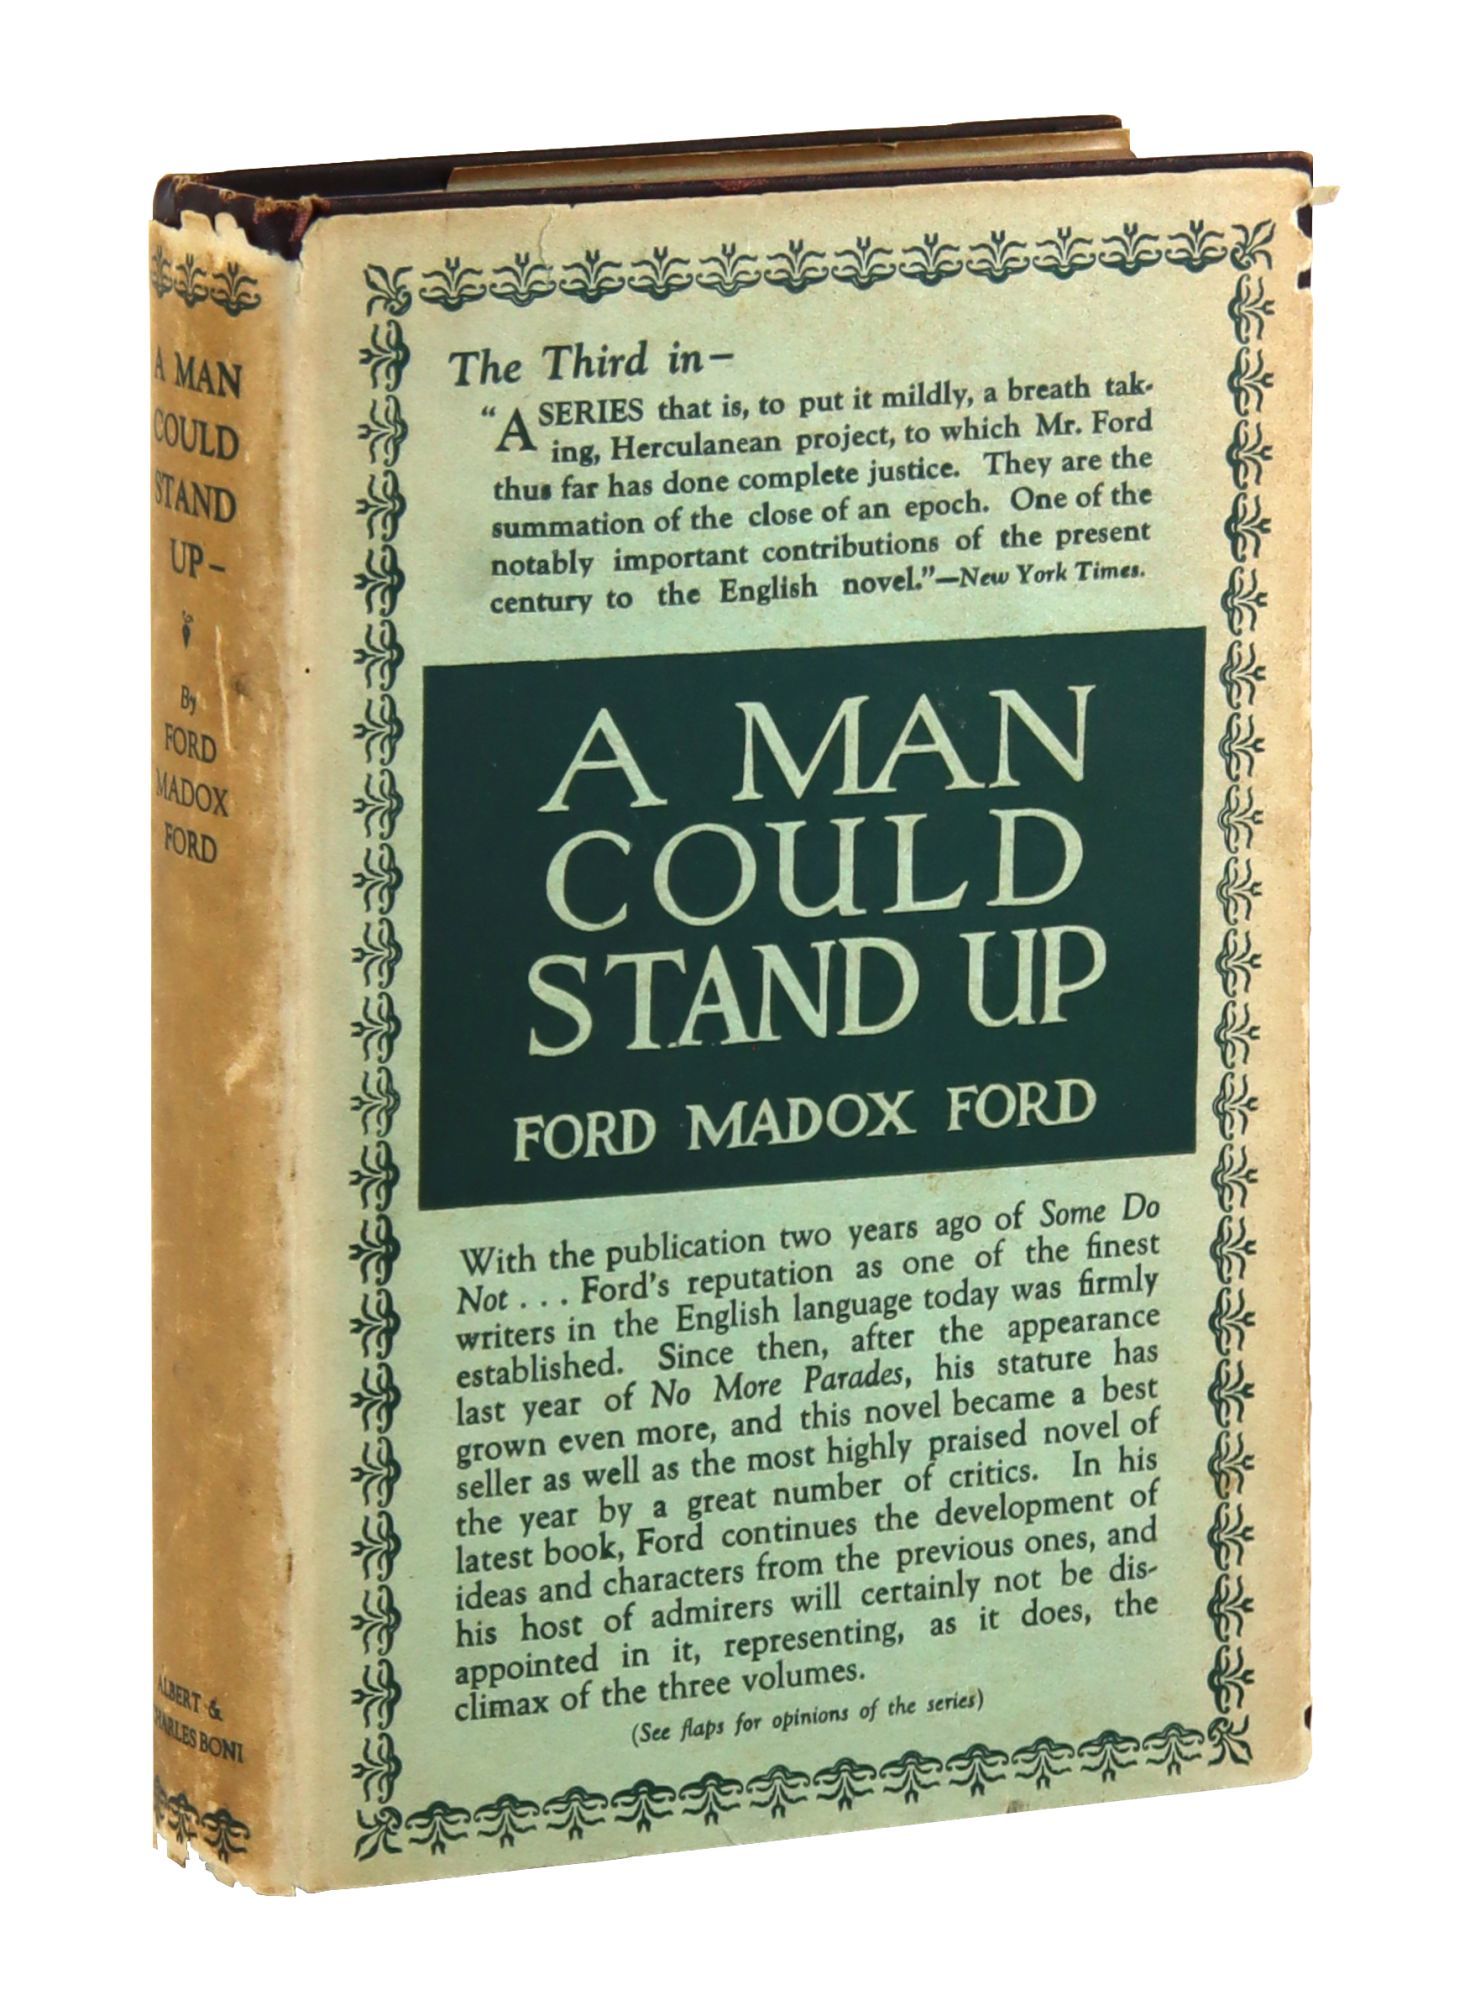 A MAN
COULD
STAND
UP–
By
FORD
MADOX
FORD
ALBERT &
CHARLES BONI
The Third in–
"A SERIES that is, to put it mildly, a breath tak-
ing, Herculanean project, to which Mr. Ford
thus far has done complete justice. They are the
summation of the close of an epoch. One of the
notably important contributions of the present
century to the English novel."—New York Times.
A MAN
COULD
STAND UP
FORD MADOX FORD
With the publication two years ago of Some Do
Not . . . Ford's reputation as one of the finest
writers in the English language today was firmly
established. Since then, after the appearance
last year of No More Parades, his stature has
grown even more, and this novel became a best
seller as well as the most highly praised novel of
the year by a great number of critics. In his
latest book, Ford continues the development of
ideas and characters from the previous ones, and
his host of admirers will certainly not be dis-
appointed in it, representing, as it does, the
climax of the three volumes.
(See flaps for opinions of the series)